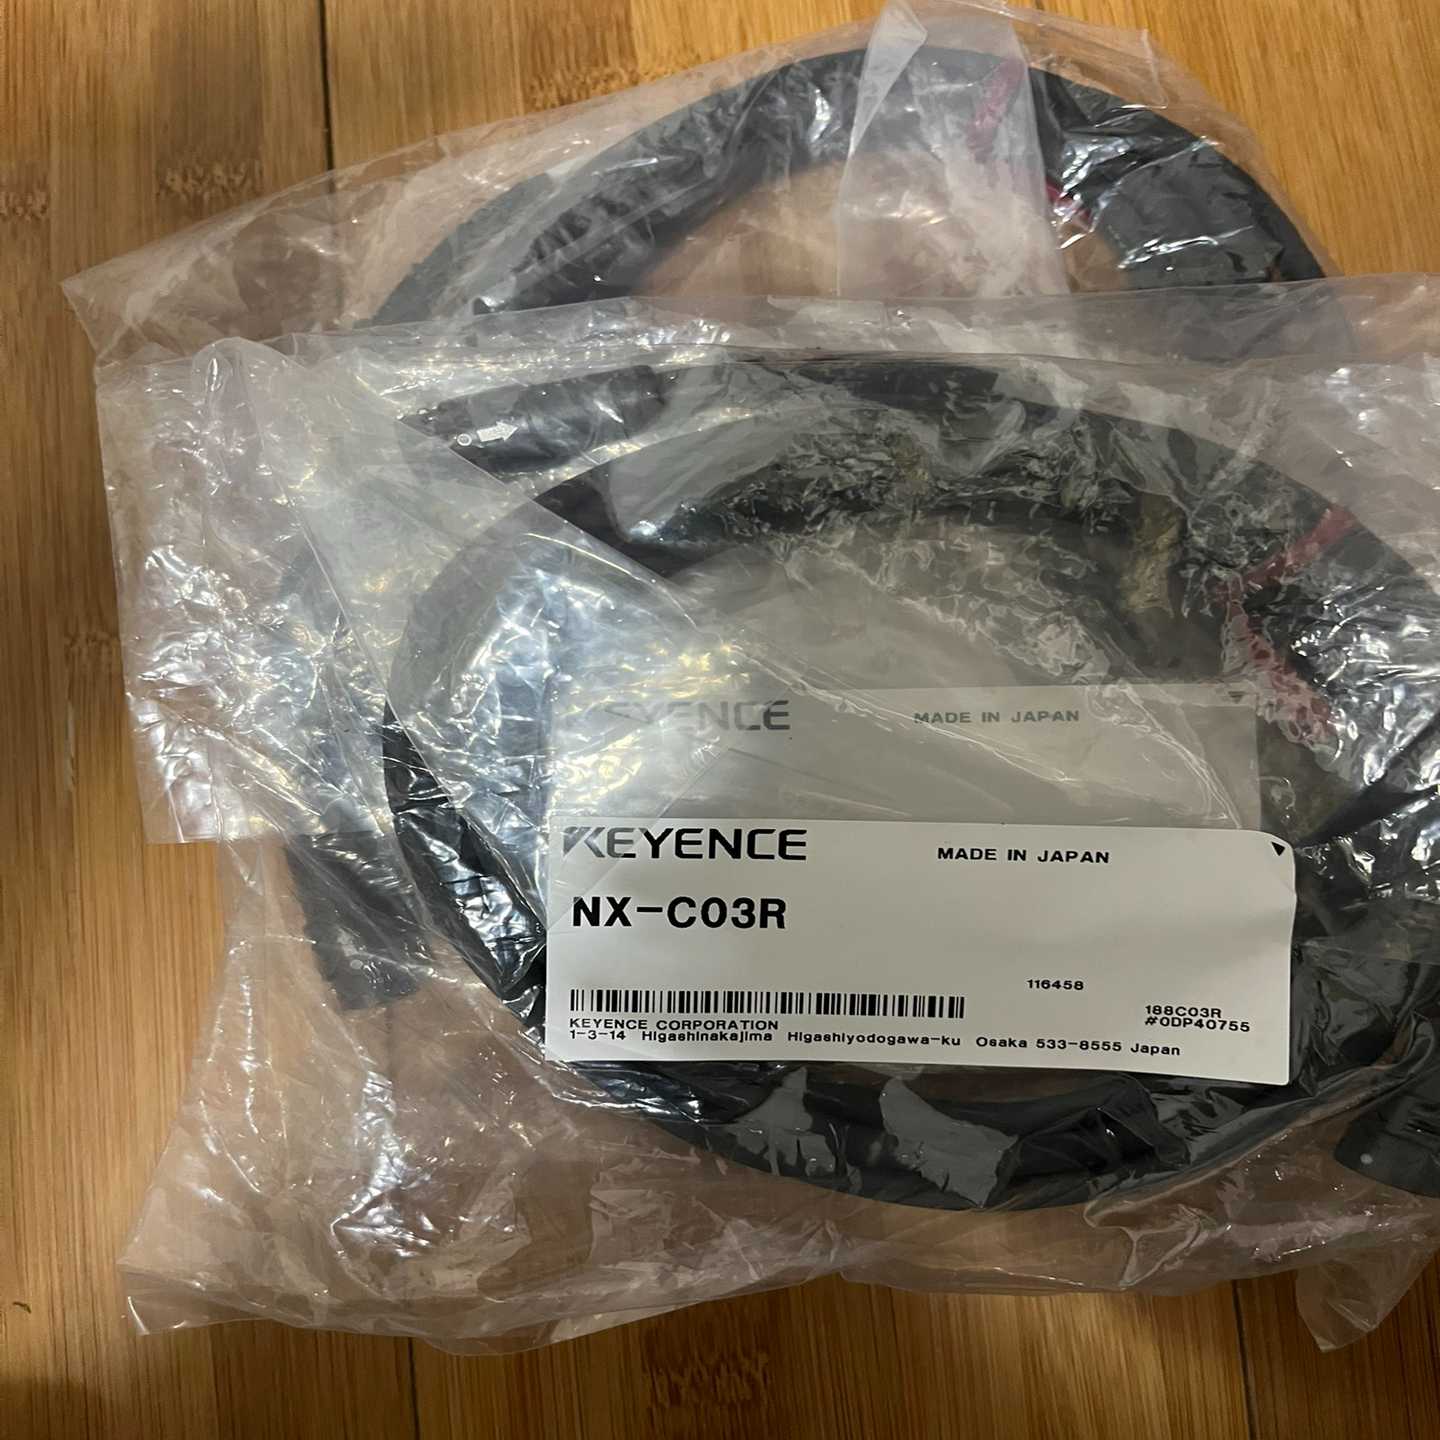 KEYENCE MADE IN JAPAN
KEYENCE MADE IN JAPAN
NX-C03R
116458
188C03R
#0DP40755
KEYENCE CORPORATION
1-3-14 Higashinakajima Higashiyodogawa-ku Osaka 533-8555 Japan